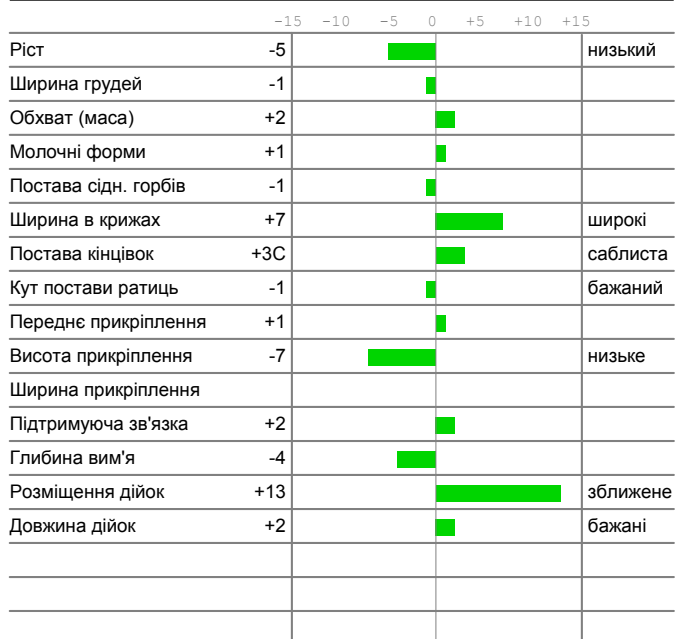 -15 -10 -5 0 +5 +10 +15
Ріст -5 низький
Ширина грудей -1
Обхват (маса) +2
Молочні форми +1
Постава сідн. горбів -1
Ширина в крижах +7 широкі
Постава кінцівок +3С саблиста
Кут постави ратиць -1 бажаний
Переднє прикріплення +1
Висота прикріплення -7 низьке
Ширина прикріплення
Підтримуюча зв'язка +2
Глибина вим'я -4
Розміщення дійок +13 зближене
Довжина дійок +2 бажані